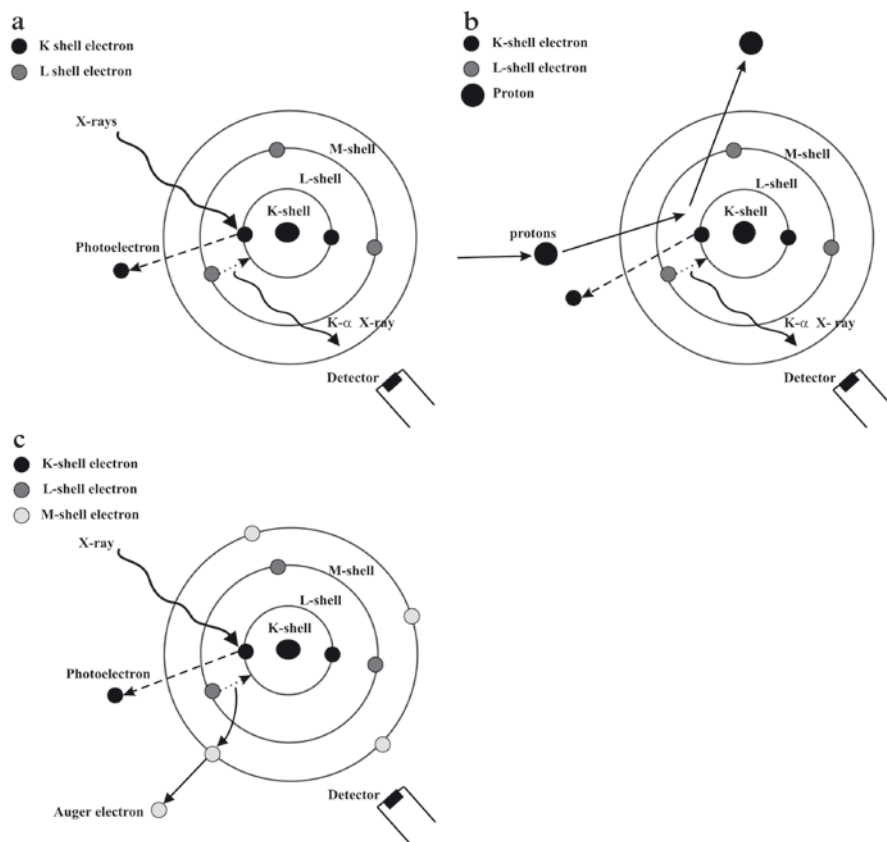 a
K shell electron
L shell electron
X-rays
M-shell
L-shell
K-shell
Photoelectron
K-α X-ray
Detector
b
K-shell electron
L-shell electron
Proton
M-shell
L-shell
K-shell
protons
K-α X- ray
Detector
c
K-shell electron
L-shell electron
M-shell electron
X-ray
M-shell
L-shell
K-shell
Photoelectron
Detector
Auger electron